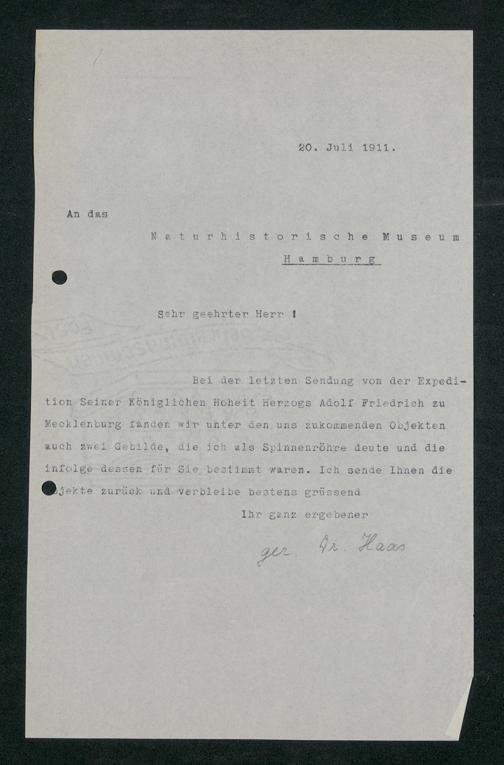 20. Juli 1911.
An das
Naturhistorische Museum
Hamburg
Sehr geehrter Herr !
Bei der letzten Sendung von der Expedi-
tion Seiner Königlichen Hoheit Herzogs Adolf Friedrich zu
Mecklenburg fanden wir unter den uns zukommenden Objekten
auch zwei Gebilde, die ich als Spinnenröhre deute und die
infolge dessen für Sie bestimmt waren. Ich sende Ihnen die
jekte zurück und verbleibe bestens grüssend
Ihr ganz ergebener
gez. Dr. Haas